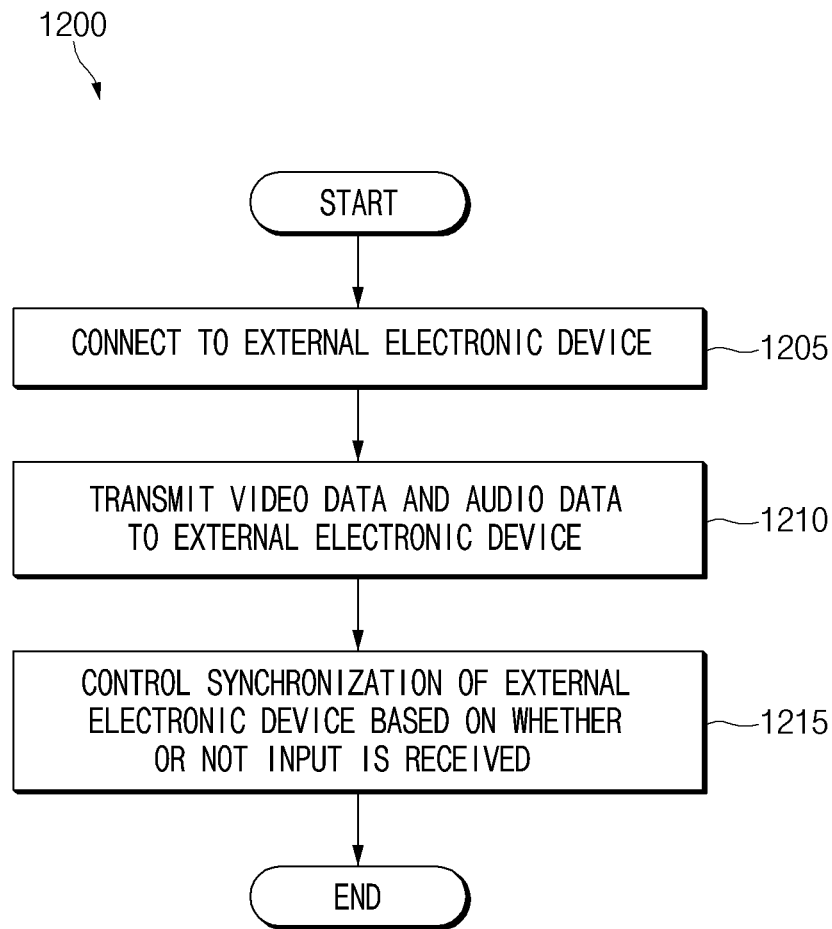 1200
START
CONNECT TO EXTERNAL ELECTRONIC DEVICE
1205
TRANSMIT VIDEO DATA AND AUDIO DATA
TO EXTERNAL ELECTRONIC DEVICE
1210
CONTROL SYNCHRONIZATION OF EXTERNAL
ELECTRONIC DEVICE BASED ON WHETHER
OR NOT INPUT IS RECEIVED
1215
END